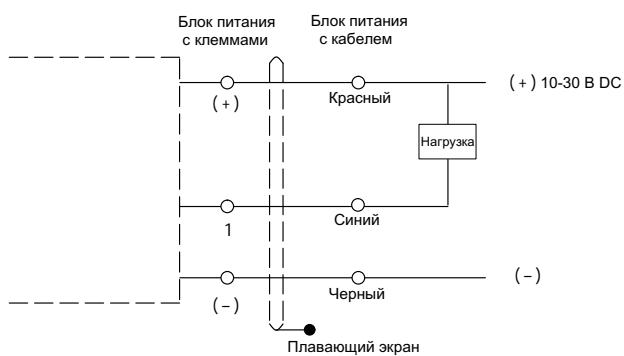 Блок питания
с клеммами
Блок питания
с кабелем
(+)
Красный
(+) 10-30 В DC
Нагрузка
1
Синий
(–)
Черный
(–)
Плавающий экран